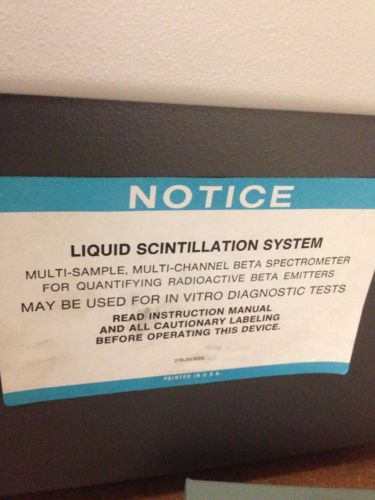 NOTICE
LIQUID SCINTILLATION SYSTEM
MULTI-SAMPLE, MULTI-CHANNEL BETA SPECTROMETER
FOR QUANTIFYING RADIOACTIVE BETA EMITTERS
MAY BE USED FOR IN VITRO DIAGNOSTIC TESTS
READ INSTRUCTION MANUAL
AND ALL CAUTIONARY LABELING
BEFORE OPERATING THIS DEVICE.
PRINTED IN U.S.A.